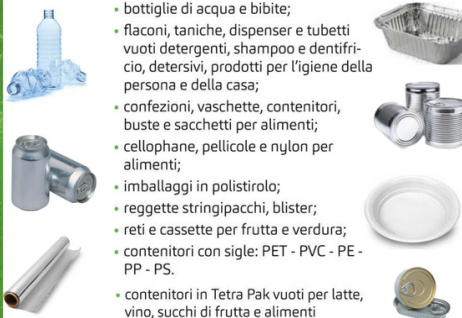 • bottiglie di acqua e bibite;
• flaconi, taniche, dispenser e tubetti
vuoti detergenti, shampoo e dentifri-
cio, detersivi, prodotti per l'igiene della
persona e della casa;
• confezioni, vaschette, contenitori,
buste e sacchetti per alimenti;
• cellophane, pellicole e nylon per
alimenti;
• imballaggi in polistirolo;
• reggette stringipacchi, blister;
• reti e cassette per frutta e verdura;
• contenitori con sigle: PET - PVC - PE -
PP - PS.
• contenitori in Tetra Pak vuoti per latte,
vino, succhi di frutta e alimenti